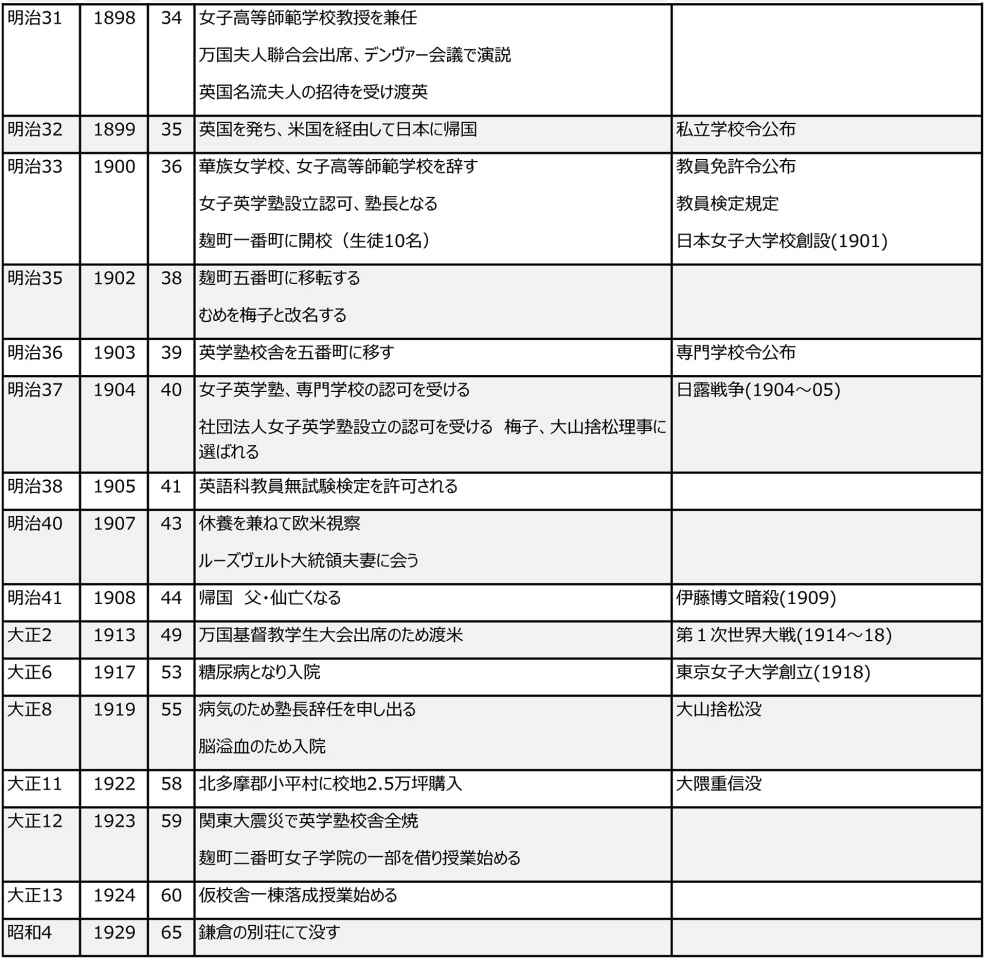 明治31 1898 34 女子高等師範学校教授を兼任
万国夫人聯合会出席、デンヴァー会議で演説
英国名流夫人の招待を受け渡英
明治32 1899 35 英国を発ち、米国を経由して日本に帰国 私立学校令公布
明治33 1900 36 華族女学校、女子高等師範学校を辞す 教員免許令公布
女子英学塾設立認可、塾長となる 教員検定規定
麹町一番町に開校（生徒10名） 日本女子大学校創設(1901)
明治35 1902 38 麹町五番町に移転する
むめを梅子と改名する
明治36 1903 39 英学塾校舎を五番町に移す 専門学校令公布
明治37 1904 40 女子英学塾、専門学校の認可を受ける 日露戦争(1904～05)
社団法人女子英学塾設立の認可を受ける　梅子、大山捨松理事に
選ばれる
明治38 1905 41 英語科教員無試験検定を許可される
明治40 1907 43 休養を兼ねて欧米視察
ルーズヴェルト大統領夫妻に会う
明治41 1908 44 帰国　父・仙亡くなる 伊藤博文暗殺(1909)
大正2 1913 49 万国基督教学生大会出席のため渡米 第１次世界大戦(1914～18)
大正6 1917 53 糖尿病となり入院 東京女子大学創立(1918)
大正8 1919 55 病気のため塾長辞任を申し出る 大山捨松没
脳溢血のため入院
大正11 1922 58 北多摩郡小平村に校地2.5万坪購入 大隈重信没
大正12 1923 59 関東大震災で英学塾校舎全焼
麹町二番町女子学院の一部を借り授業始める
大正13 1924 60 仮校舎一棟落成授業始める
昭和4 1929 65 鎌倉の別荘にて没す